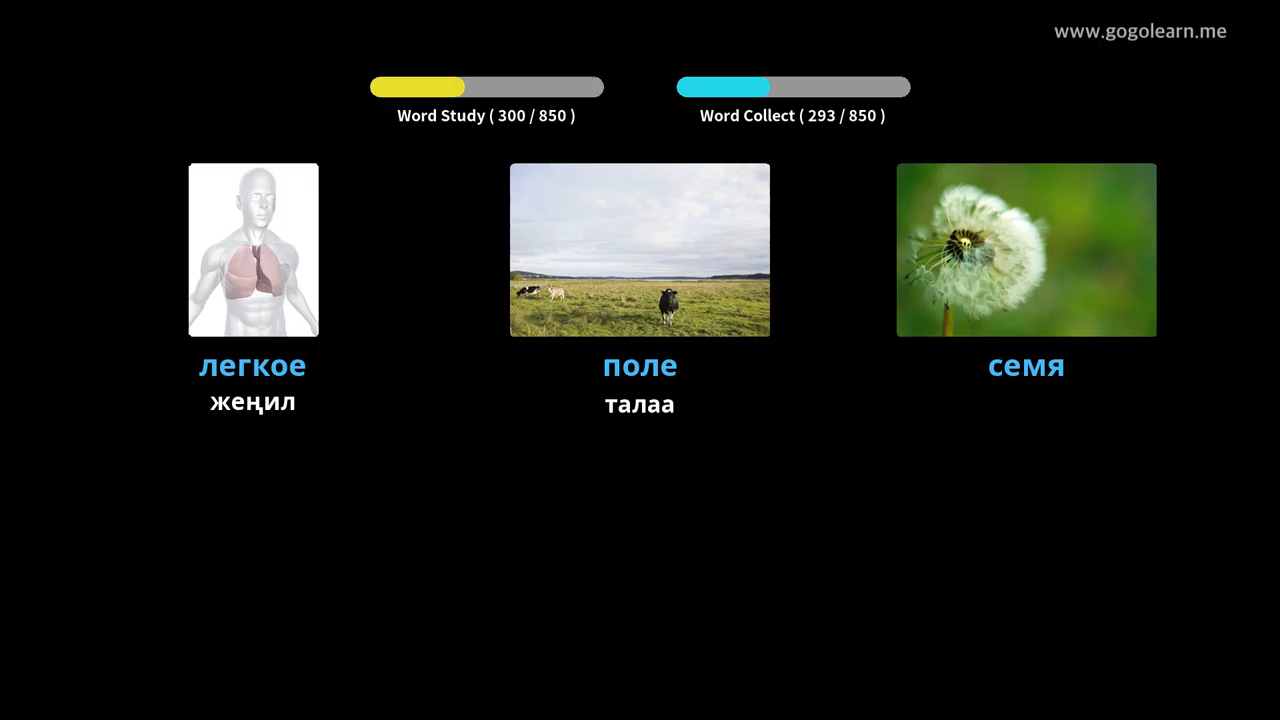 www.gogolearn.me
Word Study ( 300 / 850 )
Word Collect ( 293 / 850 )
легкое
жеңил
поле
талаа
семя